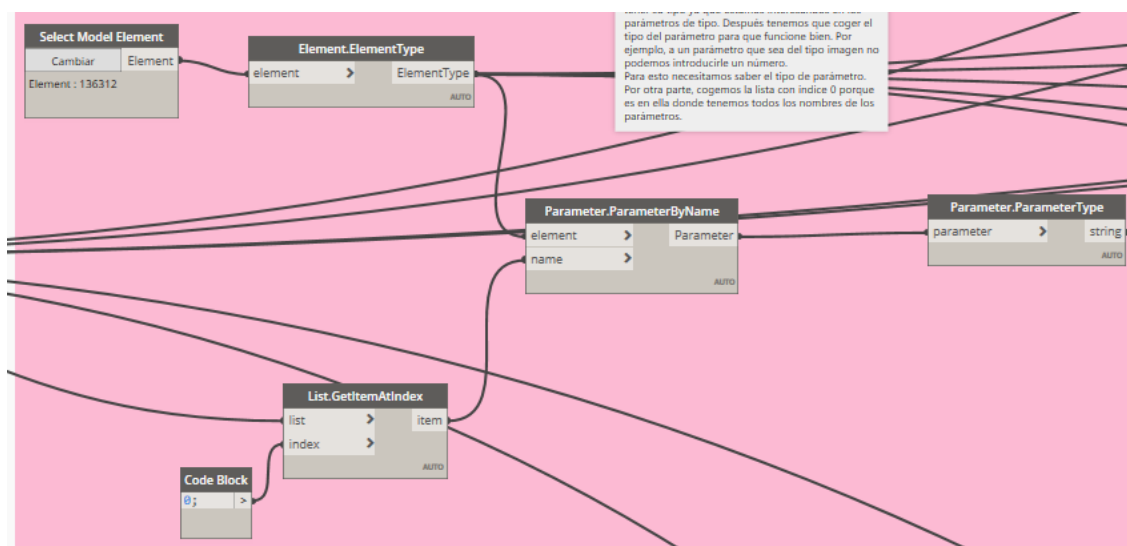 parámetros de tipo. Después tenemos que coger el
tipo del parámetro para que funcione bien. Por
ejemplo, a un parámetro que sea del tipo imagen no
podemos introducirle un número.
Para esto necesitamos saber el tipo de parámetro.
Por otra parte, cogemos la lista con indice 0 porque
es en ella donde tenemos todos los nombres de los
parámetros.
Select Model Element
Cambiar Element
Element : 136312
Element.ElementType
element > ElementType
AUTO
Parameter.ParameterByName
element > Parameter
name >
AUTO
Parameter.ParameterType
parameter > string
AUTO
List.GetItemAtIndex
list > item
index >
AUTO
Code Block
0; >